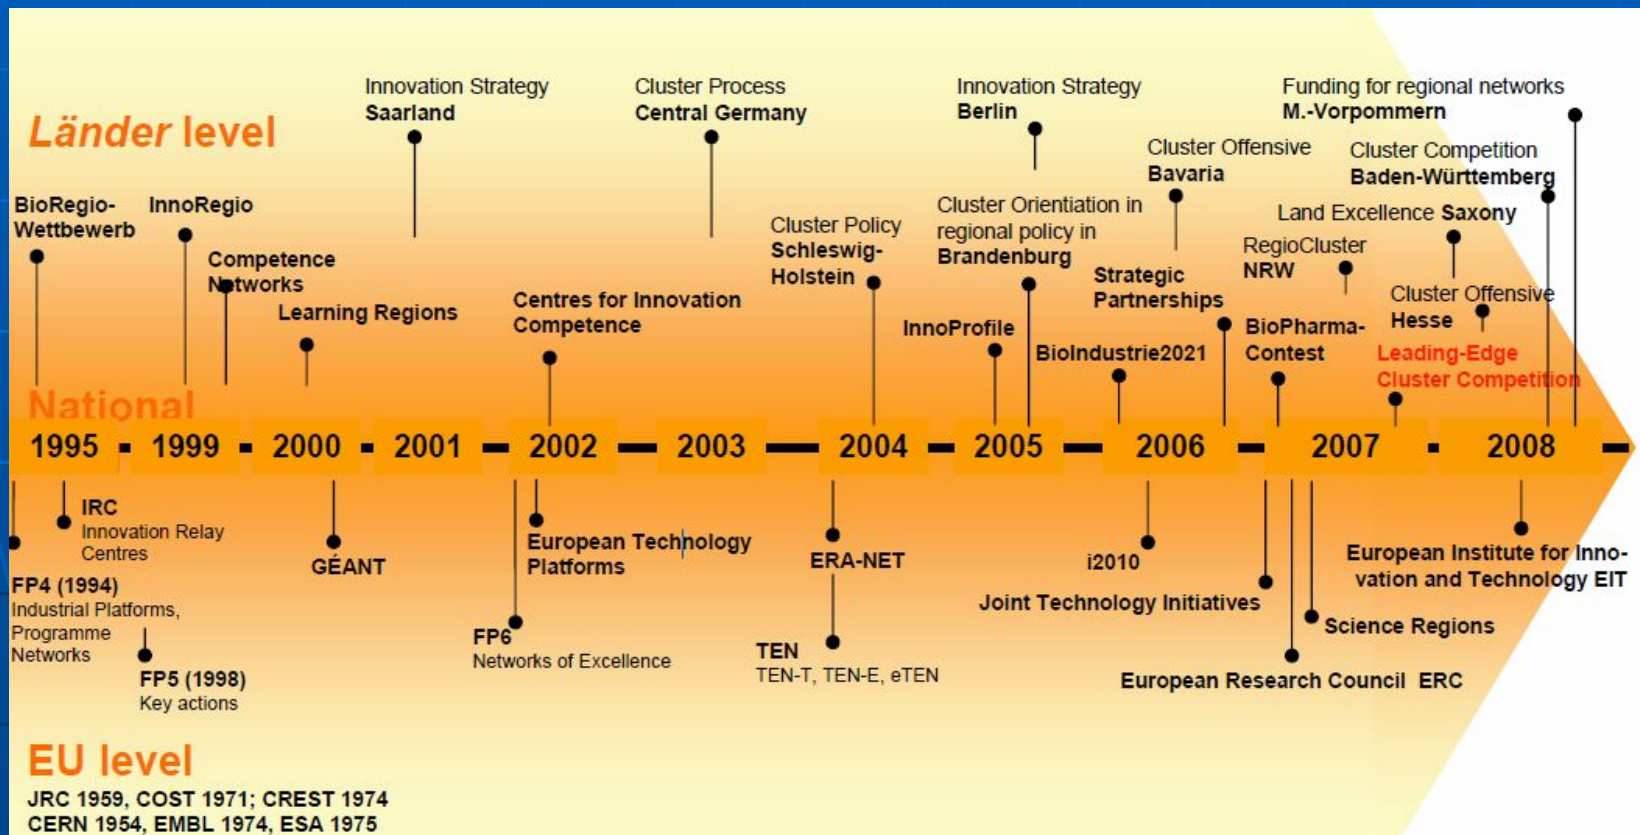 Innovation Strategy
Saarland
Cluster Process
Central Germany
Innovation Strategy
Berlin
Funding for regional networks
M.-Vorpommern
Länder level
Cluster Offensive
Bavaria
Cluster Competition
Baden-Württemberg
BioRegio-
Wettbewerb
InnoRegio
Cluster Policy
Schleswig-
Holstein
Cluster Orientiation in
regional policy in
Brandenburg
Land Excellence Saxony
RegioCluster
NRW
Competence
Networks
Learning Regions
Centres for Innovation
Competence
InnoProfile
Strategic
Partnerships
BioIndustrie2021
BioPharma-
Contest
Cluster Offensive
Hesse
Leading-Edge
Cluster Competition
National
1995
1999
2000
2001
2002
2003
2004
2005
2006
2007
2008
IRC
Innovation Relay
Centres
FP4 (1994)
Industrial Platforms,
Programme
Networks
FP5 (1998)
Key actions
GÉANT
European Technology
Platforms
FP6
Networks of Excellence
ERA-NET
TEN
TEN-T, TEN-E, eTEN
i2010
Joint Technology Initiatives
European Institute for Inno-
vation and Technology EIT
Science Regions
European Research Council ERC
EU level
JRC 1959, COST 1971; CREST 1974
CERN 1954, EMBL 1974, ESA 1975